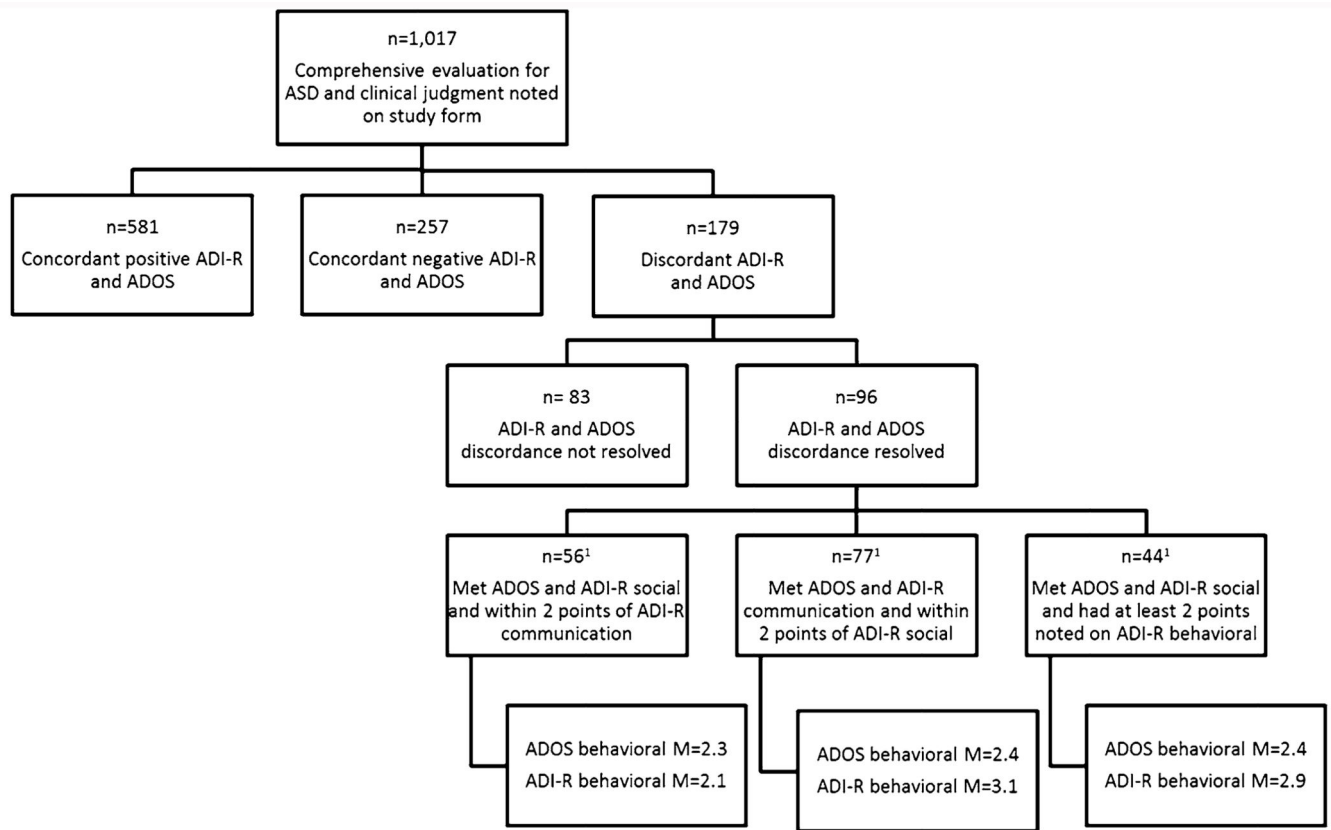 n=1,017
Comprehensive evaluation for
ASD and clinical judgment noted
on study form
n=581
Concordant positive ADI-R
and ADOS
n=257
Concordant negative ADI-R
and ADOS
n=179
Discordant ADI-R
and ADOS
n= 83
ADI-R and ADOS
discordance not resolved
n=96
ADI-R and ADOS
discordance resolved
n=56¹
Met ADOS and ADI-R social
and within 2 points of ADI-R
communication
n=77¹
Met ADOS and ADI-R
communication and within
2 points of ADI-R social
n=44¹
Met ADOS and ADI-R social
and had at least 2 points
noted on ADI-R behavioral
ADOS behavioral M=2.3
ADI-R behavioral M=2.1
ADOS behavioral M=2.4
ADI-R behavioral M=3.1
ADOS behavioral M=2.4
ADI-R behavioral M=2.9